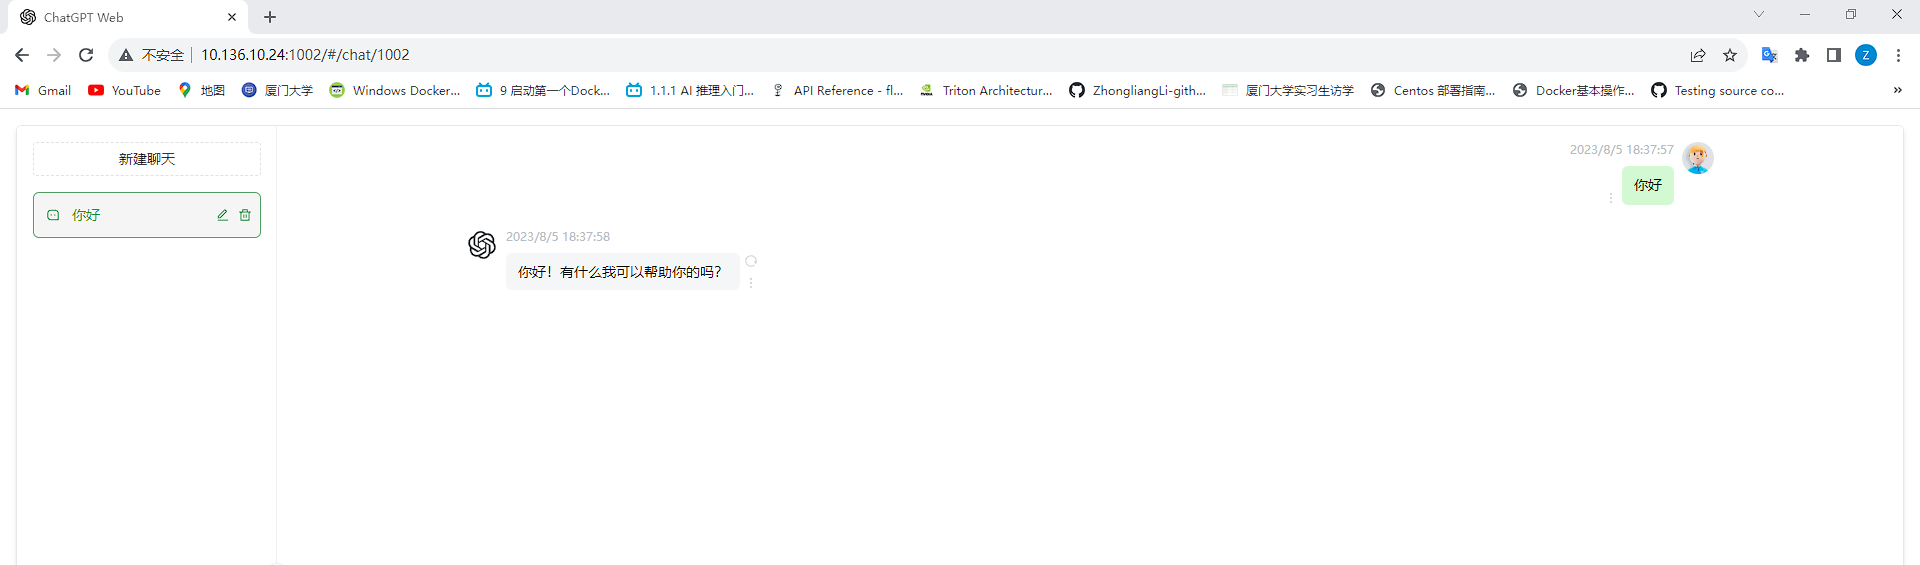 ChatGPT Web
不安全 10.136.10.24:1002/#/chat/1002
Z
Gmail YouTube 地图 厦门大学 Windows Docker... 9 启动第一个Dock... 1.1.1 AI 推理入门... API Reference - fl... Triton Architectur... ZhongliangLi-gith... 厦门大学实习生访学 Centos 部署指南... Docker基本操作... Testing source co... »
新建聊天
你好
2023/8/5 18:37:57
你好
2023/8/5 18:37:58
你好！有什么我可以帮助你的吗？